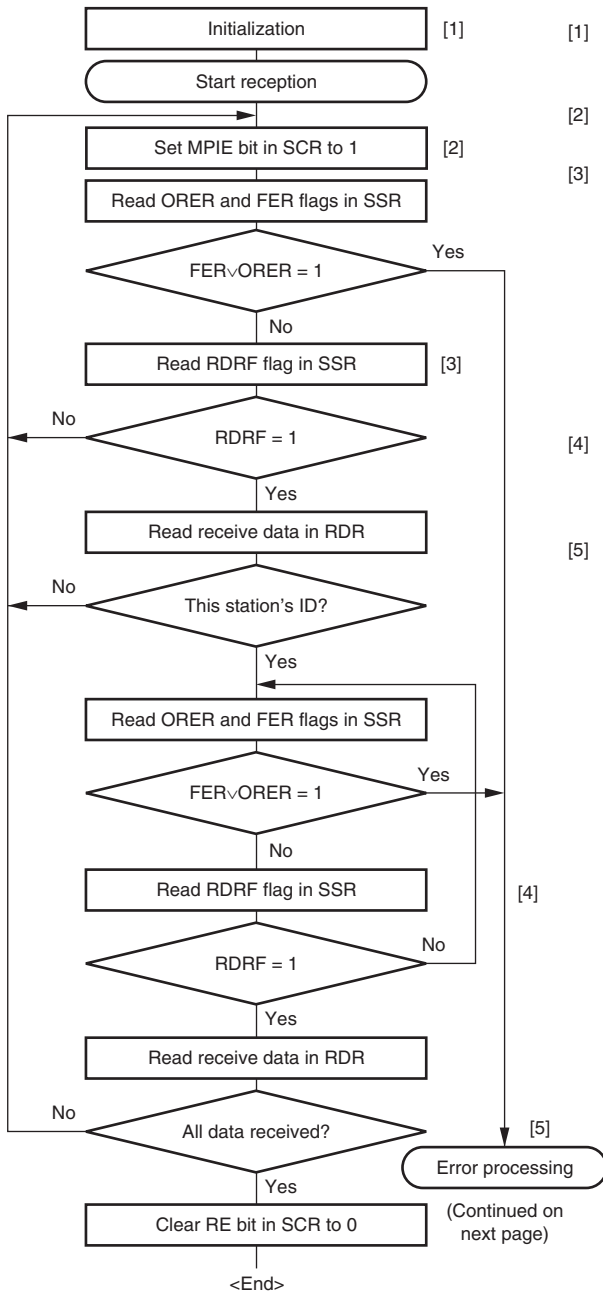 Initialization
[1]
[1]
Start reception
[2]
Set MPIE bit in SCR to 1
[2]
[3]
Read ORER and FER flags in SSR
Yes
FER∨ORER = 1
No
Read RDRF flag in SSR
[3]
No
RDRF = 1
[4]
Yes
Read receive data in RDR
[5]
No
This station's ID?
Yes
Read ORER and FER flags in SSR
Yes
FER∨ORER = 1
No
Read RDRF flag in SSR
[4]
No
RDRF = 1
Yes
Read receive data in RDR
No
All data received?
[5]
Error processing
Yes
(Continued on
next page)
Clear RE bit in SCR to 0
<End>